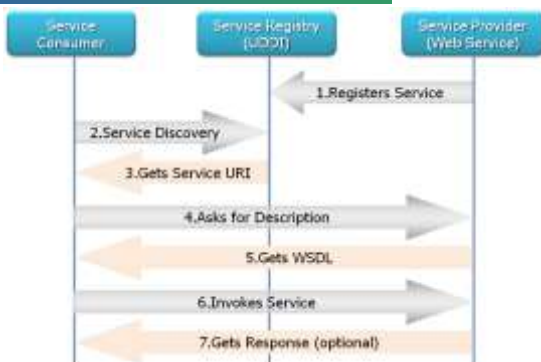 Service
Consumer
Service Registry
(UDDI)
Service Provider
(Web Service)
1.Registers Service
2.Service Discovery
3.Gets Service URI
4.Asks for Description
5.Gets WSDL
6.Invokes Service
7.Gets Response (optional)